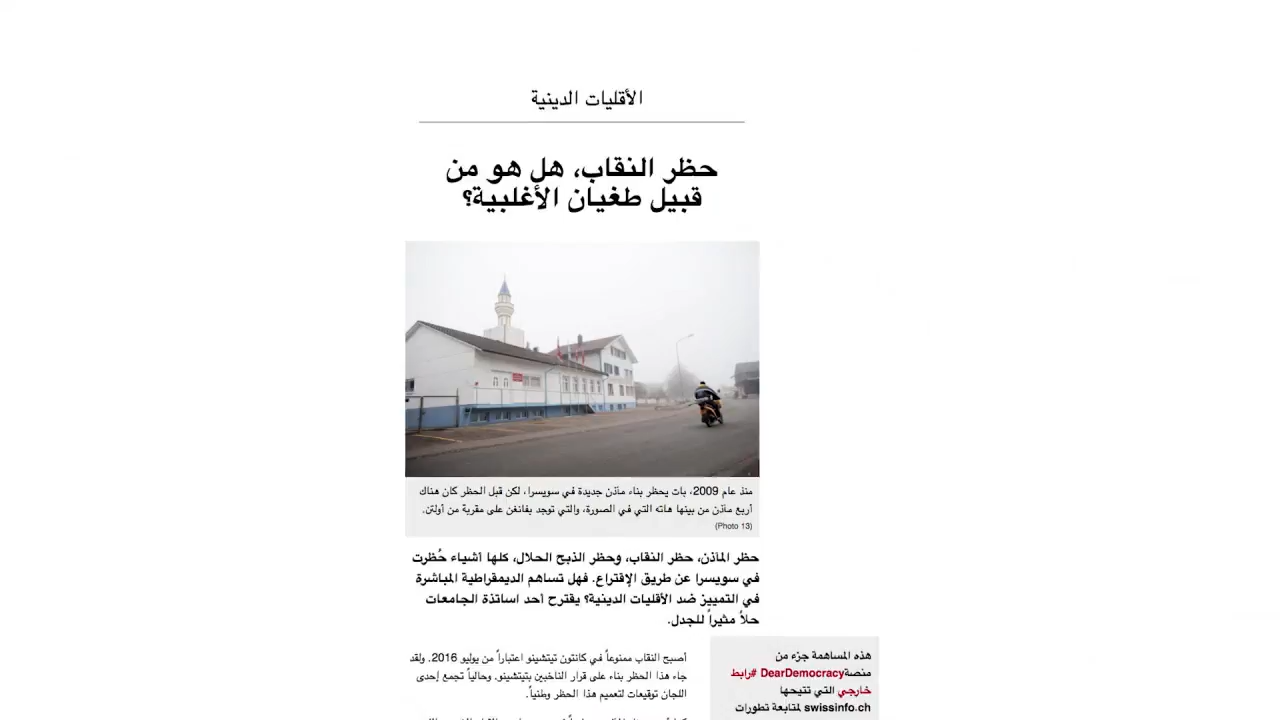 الأقليات الدينية
حظر النقاب، هل هو من
قبيل طغيان الأغلبية؟
منذ عام 2009، بات يحظر بناء مآذن جديدة في سويسرا، لكن قبل الحظر كان هناك
أربع مآذن من بينها هاته التي في الصورة، والتي توجد بفانغن على مقربة من أولتن.
(Photo 13)
حظر المآذن، حظر النقاب، وحظر الذبح الحلال، كلها أشياء حُظرت
في سويسرا عن طريق الإقتراع. فهل تساهم الديمقراطية المباشرة
في التمييز ضد الأقليات الدينية؟ يقترح أحد اساتذة الجامعات
حلاً مثيراً للجدل.
أصبح النقاب ممنوعاً في كانتون تيتشينو اعتباراً من يوليو 2016. ولقد
جاء هذا الحظر بناء على قرار الناخبين بتيتشينو. وحالياً تجمع إحدى
اللجان توقيعات لتعميم هذا الحظر وطنياً.
هذه المساهمة جزء من
منصةDearDemocracy #رابط
خارجي التي تتيحها
swissinfo.ch لمتابعة تطورات